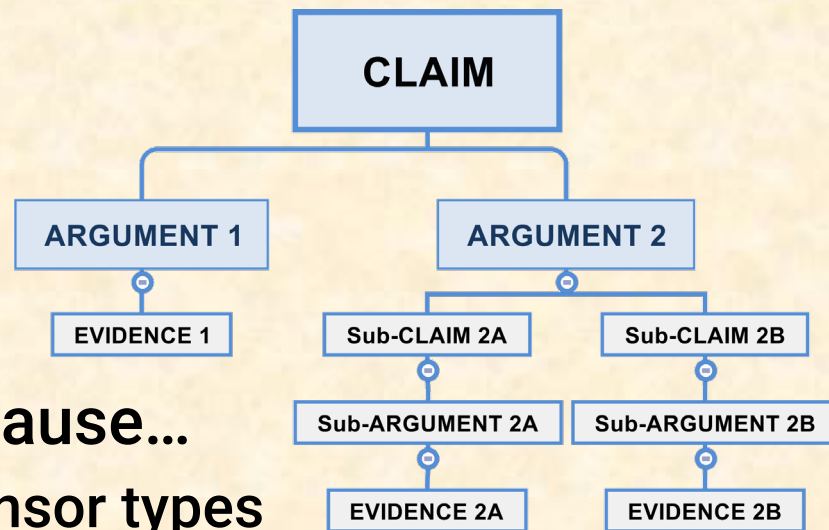 CLAIM
ARGUMENT 1
ARGUMENT 2
EVIDENCE 1
Sub-CLAIM 2A
Sub-CLAIM 2B
Sub-ARGUMENT 2A
Sub-ARGUMENT 2B
ause…
nsor types
EVIDENCE 2A
EVIDENCE 2B